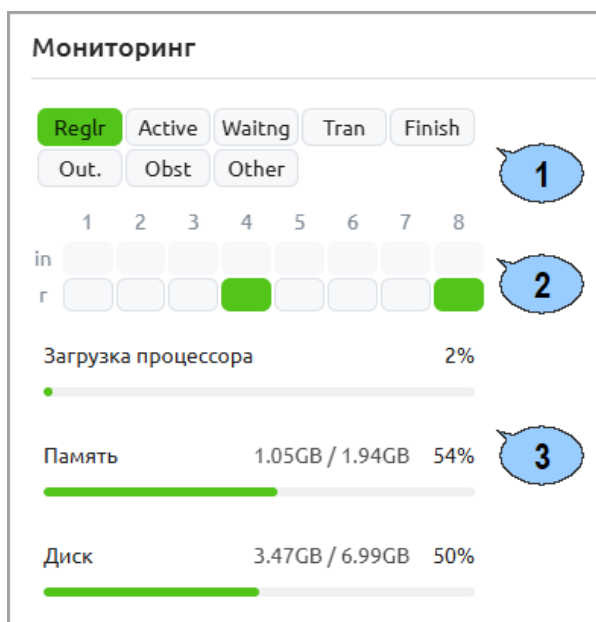 Мониторинг
Reglr Active Waitng Tran Finish
Out. Obst Other
1
1 2 3 4 5 6 7 8
in
2
r
Загрузка процессора 2%
Память 1.05GB / 1.94GB 54%
3
Диск 3.47GB / 6.99GB 50%